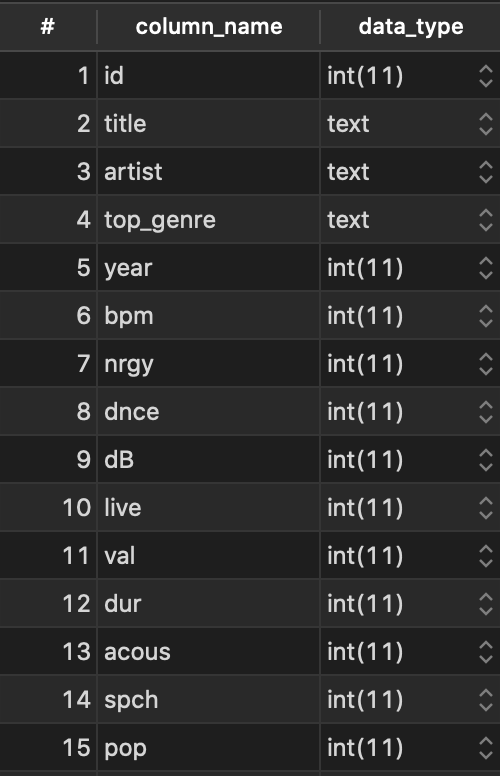 # column_name data_type
1 id int(11)
2 title text
3 artist text
4 top_genre text
5 year int(11)
6 bpm int(11)
7 nrgy int(11)
8 dnce int(11)
9 dB int(11)
10 live int(11)
11 val int(11)
12 dur int(11)
13 acous int(11)
14 spch int(11)
15 pop int(11)